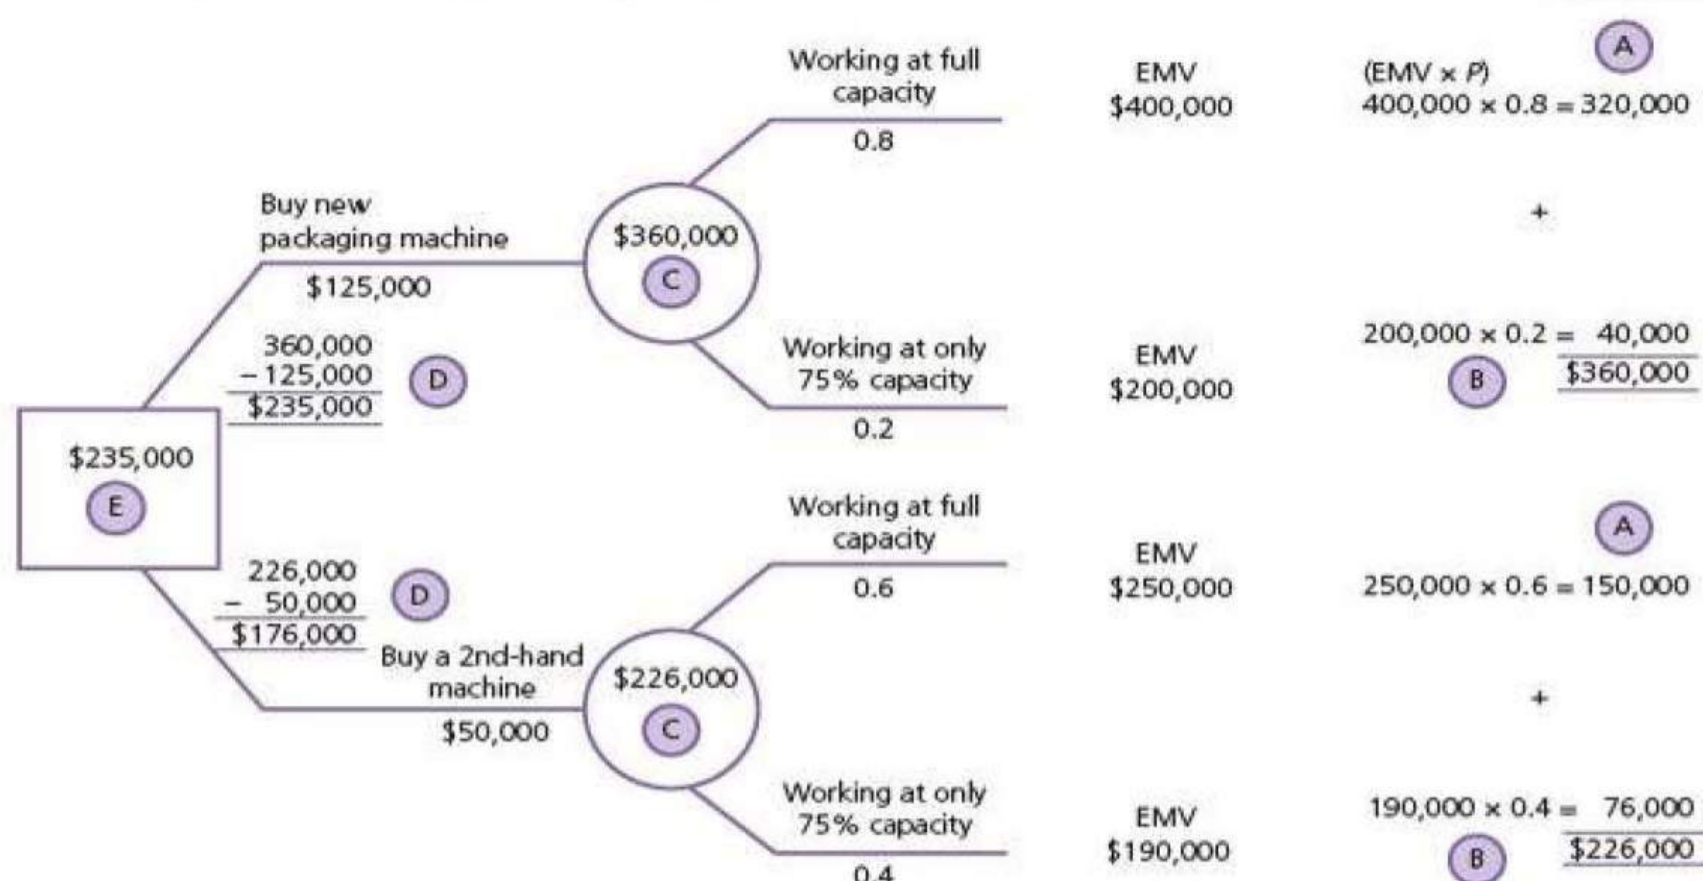 Working at full
capacity
0.8
EMV
$400,000
(EMV × P)
A
400,000 × 0.8 = 320,000
+
Buy new
packaging machine
$125,000
$360,000
C
360,000
– 125,000
$235,000
D
Working at only
75% capacity
0.2
EMV
$200,000
200,000 × 0.2 = 40,000
B
$360,000
$235,000
E
226,000
– 50,000
$176,000
D
Buy a 2nd-hand
machine
$50,000
$226,000
C
Working at full
capacity
0.6
EMV
$250,000
A
250,000 × 0.6 = 150,000
+
Working at only
75% capacity
0.4
EMV
$190,000
190,000 × 0.4 = 76,000
B
$226,000